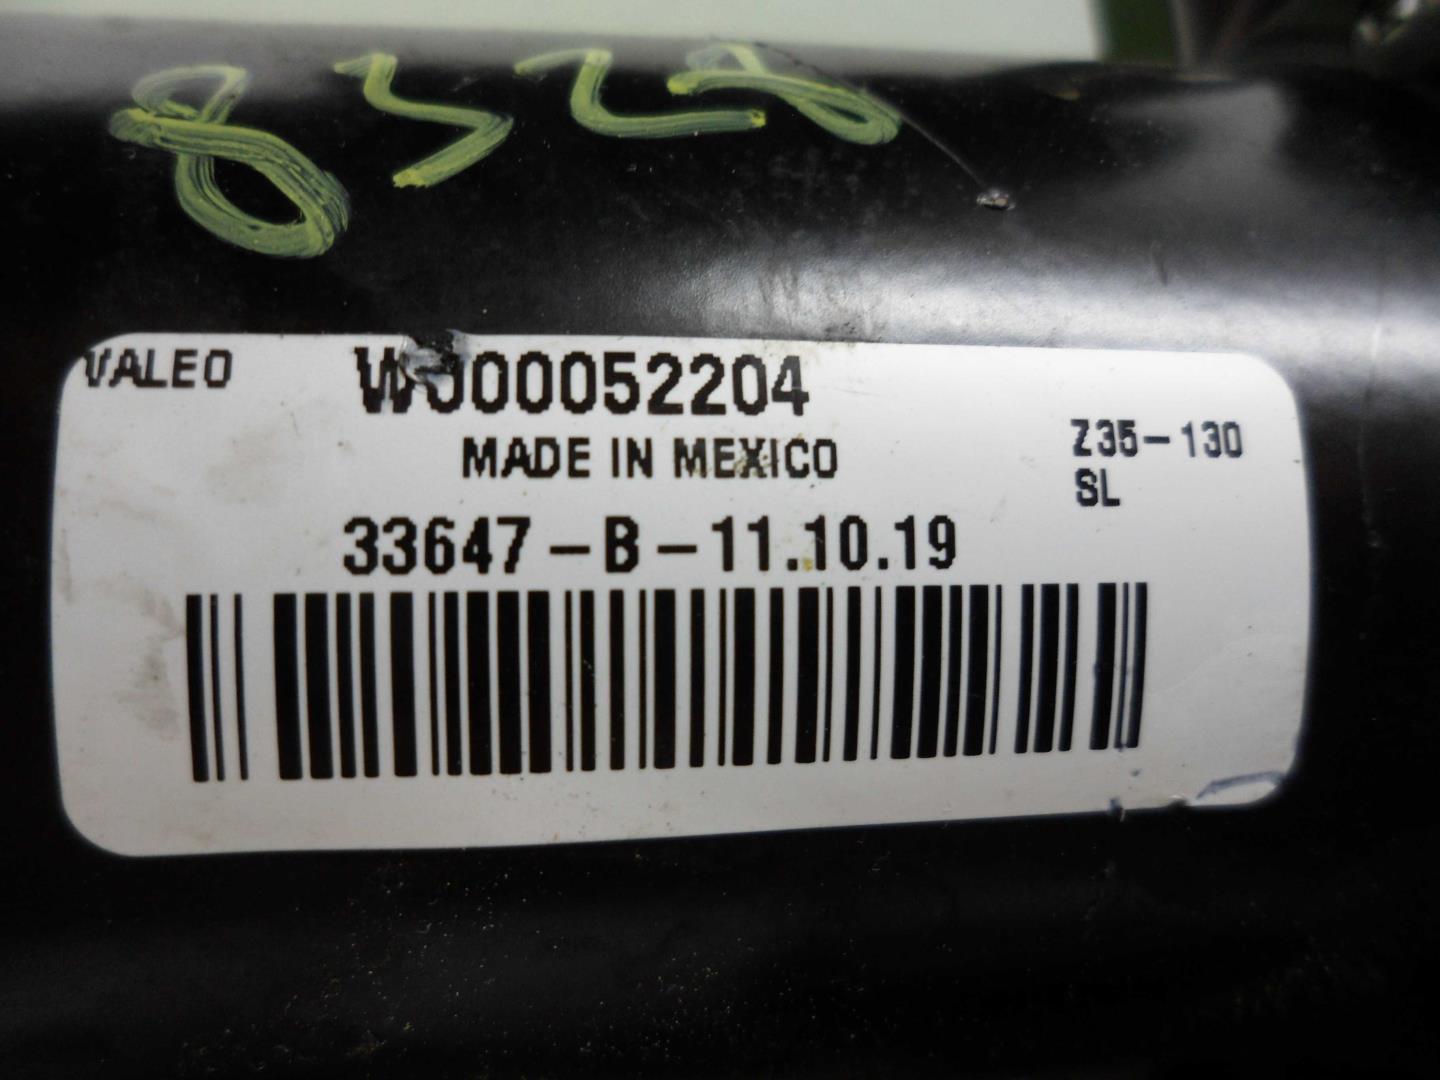 8528
VALEO
W000052204
MADE IN MEXICO
Z35-130
SL
33647-B-11.10.19